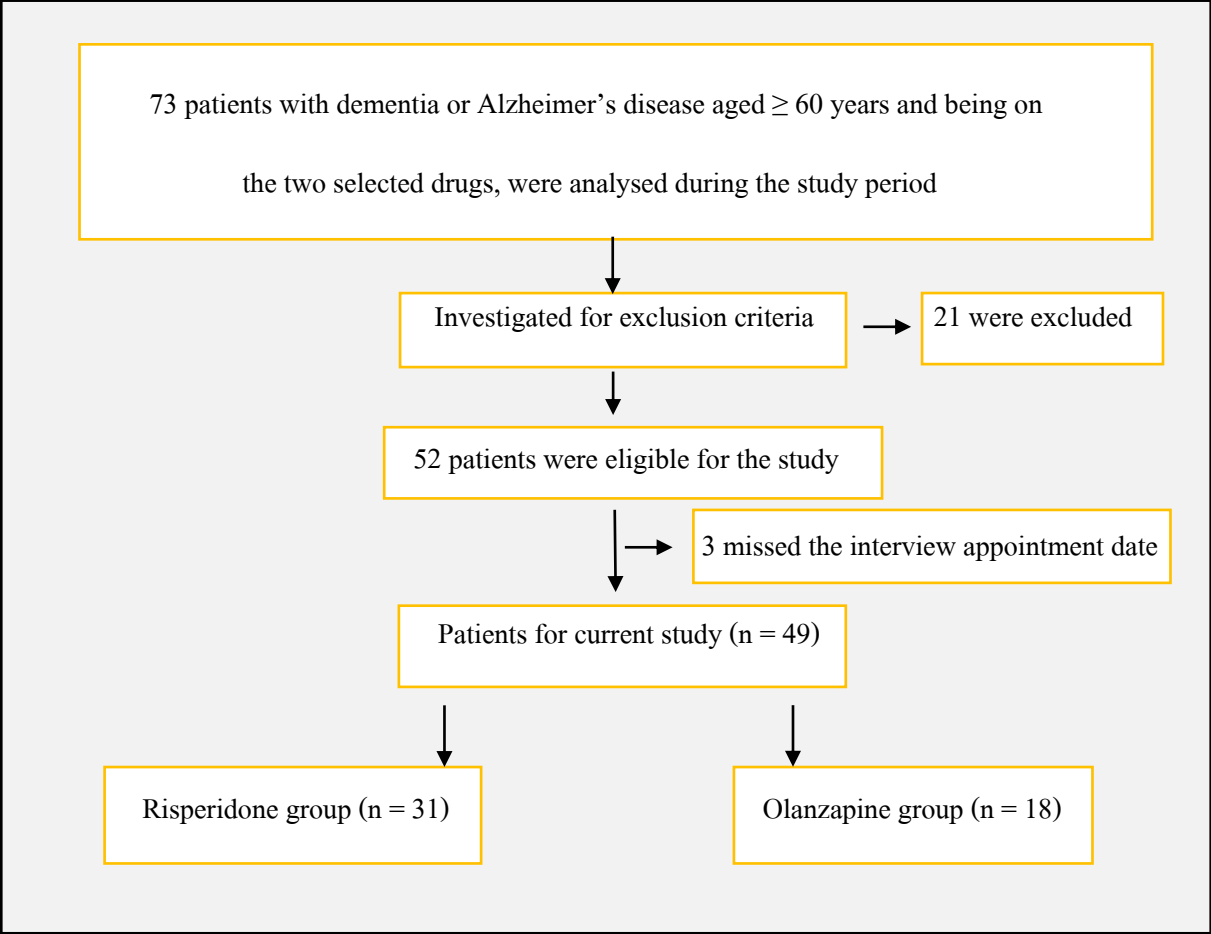 73 patients with dementia or Alzheimer’s disease aged ≥ 60 years and being on
the two selected drugs, were analysed during the study period
Investigated for exclusion criteria
21 were excluded
52 patients were eligible for the study
3 missed the interview appointment date
Patients for current study (n = 49)
Risperidone group (n = 31)
Olanzapine group (n = 18)